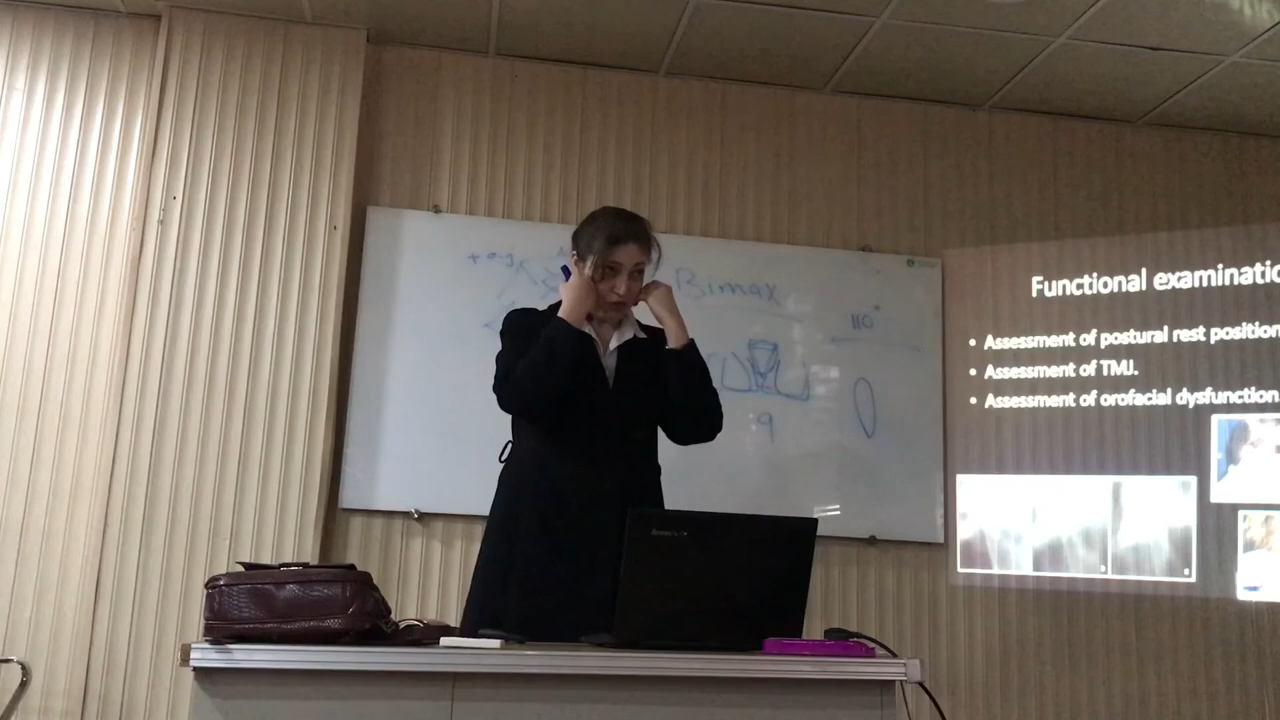 Bimax
110°
9
Functional examinatio
• Assessment of postural rest position
• Assessment of TMJ.
• Assessment of orofacial dysfunction.